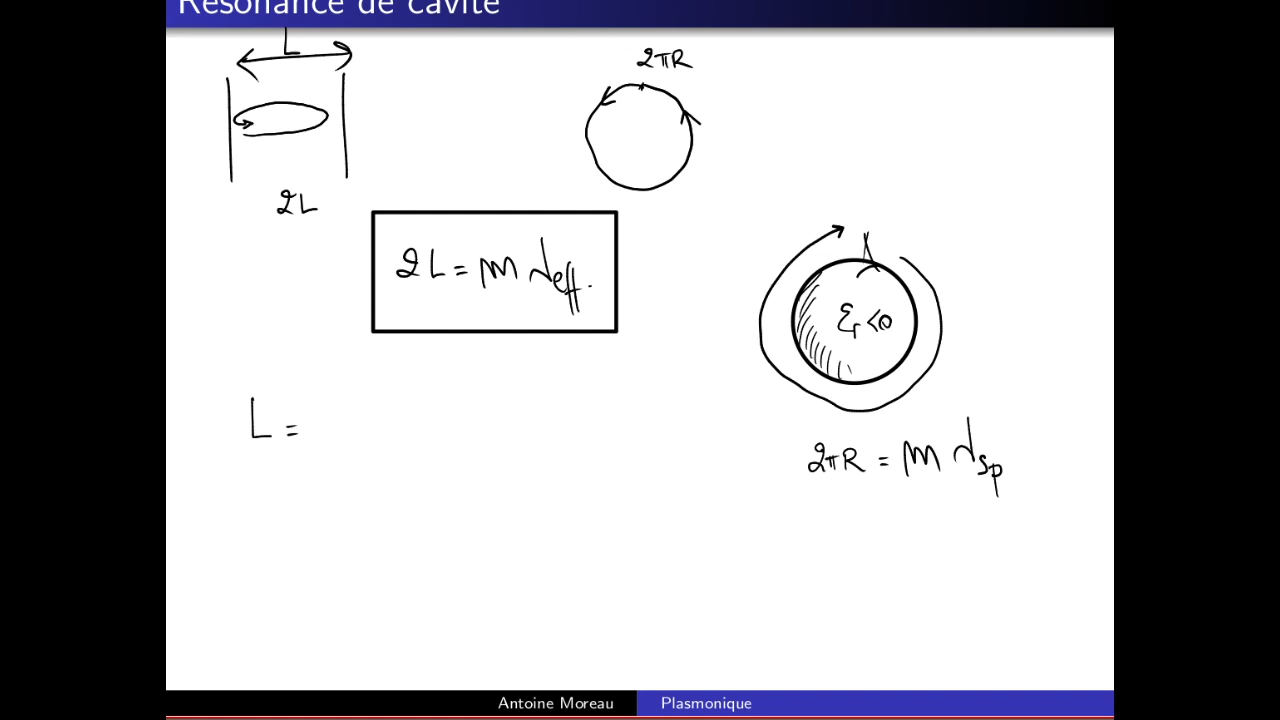 Résonance de cavité
L
2πR
2L
2L = m λeff.
εr <0
L =
2πR = m λsp
Antoine Moreau
Plasmonique